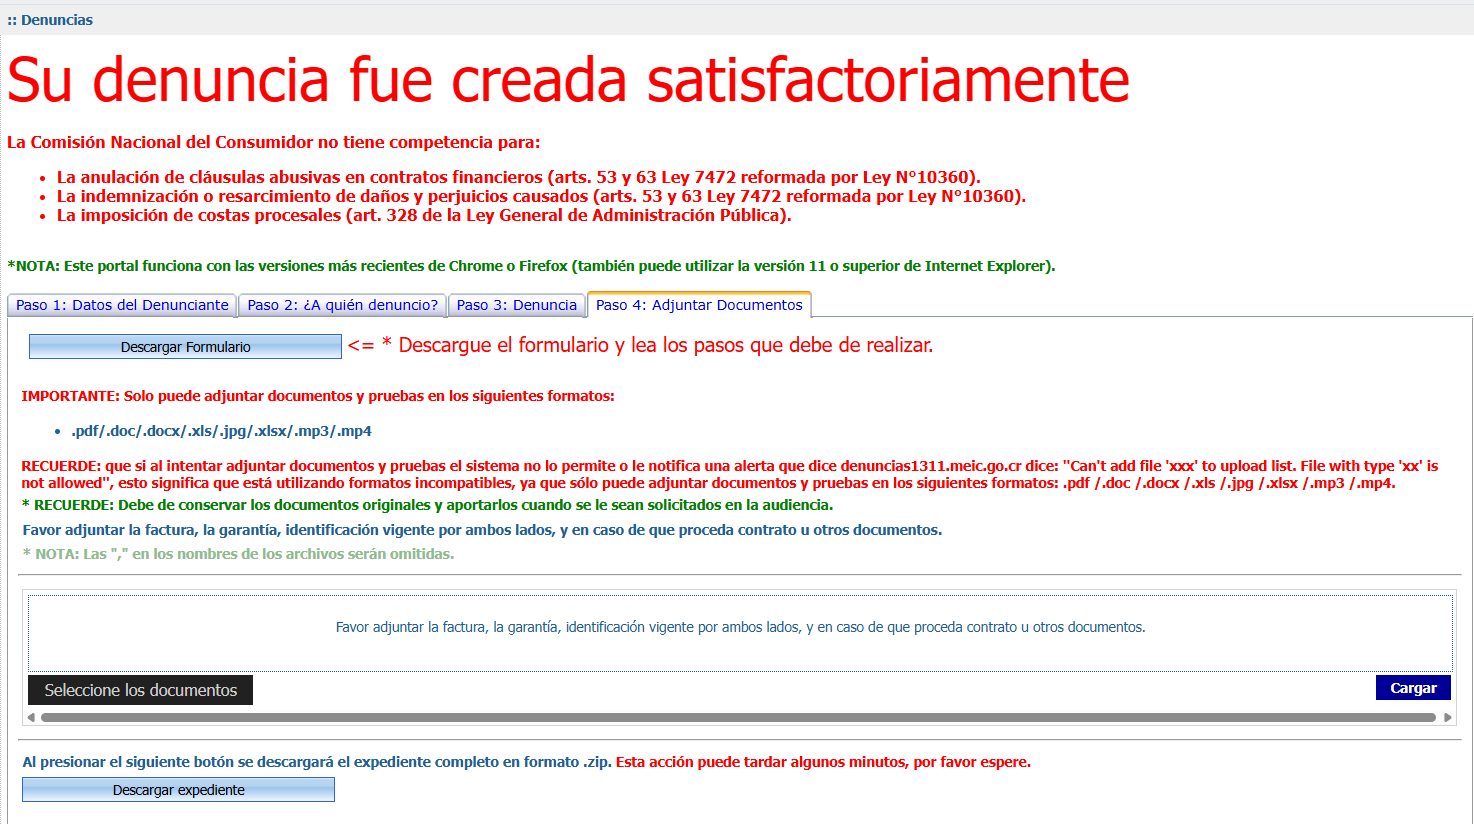 :: Denuncias
Su denuncia fue creada satisfactoriamente
La Comisión Nacional del Consumidor no tiene competencia para:
• La anulación de cláusulas abusivas en contratos financieros (arts. 53 y 63 Ley 7472 reformada por Ley N°10360).
• La indemnización o resarcimiento de daños y perjuicios causados (arts. 53 y 63 Ley 7472 reformada por Ley N°10360).
• La imposición de costas procesales (art. 328 de la Ley General de Administración Pública).
*NOTA: Este portal funciona con las versiones más recientes de Chrome o Firefox (también puede utilizar la versión 11 o superior de Internet Explorer).
Paso 1: Datos del Denunciante Paso 2: ¿A quién denuncio? Paso 3: Denuncia Paso 4: Adjuntar Documentos
Descargar Formulario <= * Descargue el formulario y lea los pasos que debe de realizar.
IMPORTANTE: Solo puede adjuntar documentos y pruebas en los siguientes formatos:
• .pdf/.doc/.docx/.xls/.jpg/.xlsx/.mp3/.mp4
RECUERDE: que si al intentar adjuntar documentos y pruebas el sistema no lo permite o le notifica una alerta que dice denuncias1311.meic.go.cr dice: "Can't add file 'xxx' to upload list. File with type 'xx' is
not allowed", esto significa que está utilizando formatos incompatibles, ya que sólo puede adjuntar documentos y pruebas en los siguientes formatos: .pdf /.doc /.docx /.xls /.jpg /.xlsx /.mp3 /.mp4.
* RECUERDE: Debe de conservar los documentos originales y aportarlos cuando se le sean solicitados en la audiencia.
Favor adjuntar la factura, la garantía, identificación vigente por ambos lados, y en caso de que proceda contrato u otros documentos.
* NOTA: Las "," en los nombres de los archivos serán omitidas.
Favor adjuntar la factura, la garantía, identificación vigente por ambos lados, y en caso de que proceda contrato u otros documentos.
Seleccione los documentos Cargar
Al presionar el siguiente botón se descargará el expediente completo en formato .zip. Esta acción puede tardar algunos minutos, por favor espere.
Descargar expediente